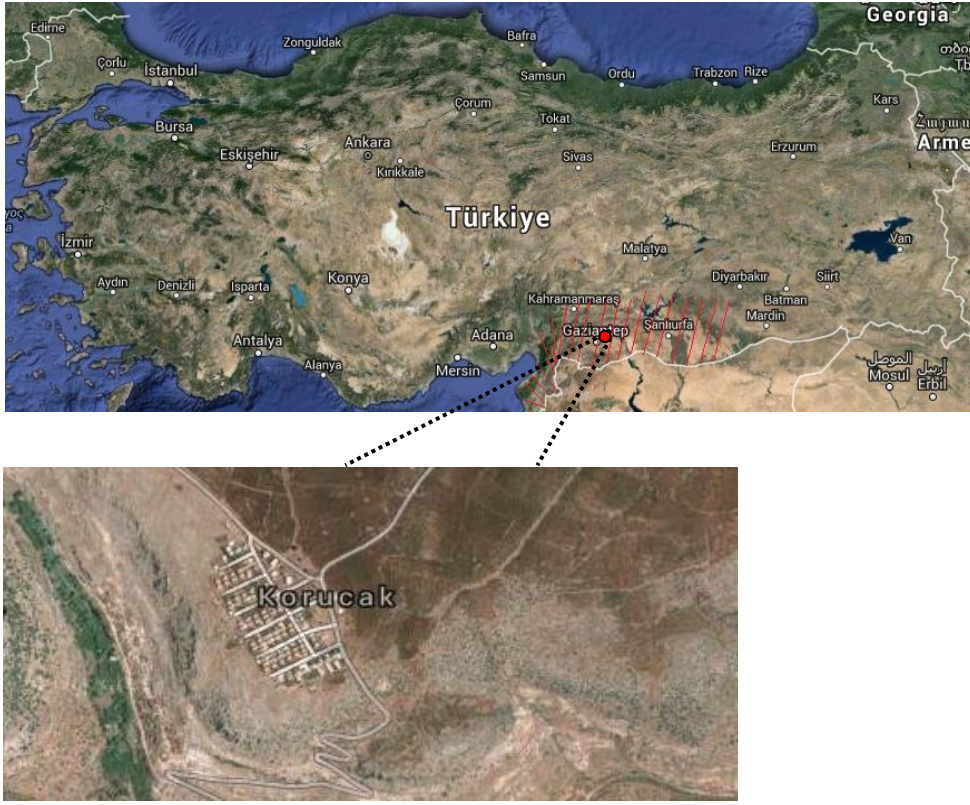 Georgia
Edirne
Zonguldak
Bafra
Çorlu
İstanbul
Samsun
Ordu
Trabzon
Rize
Kars
Bursa
Çorum
Tokat
Ankara
Eskişehir
Kırıkkale
Sivas
Erzurum
Arme
Türkiye
İzmir
Malatya
Van
Aydın
Denizli
Isparta
Konya
Diyarbakır
Siirt
Kahramanmaraş
Batman
Mardin
Antalya
Adana
Gaziantep
Şanlıurfa
Alanya
Mersin
الموصل
Mosul
أربيل
Erbil
Korucak